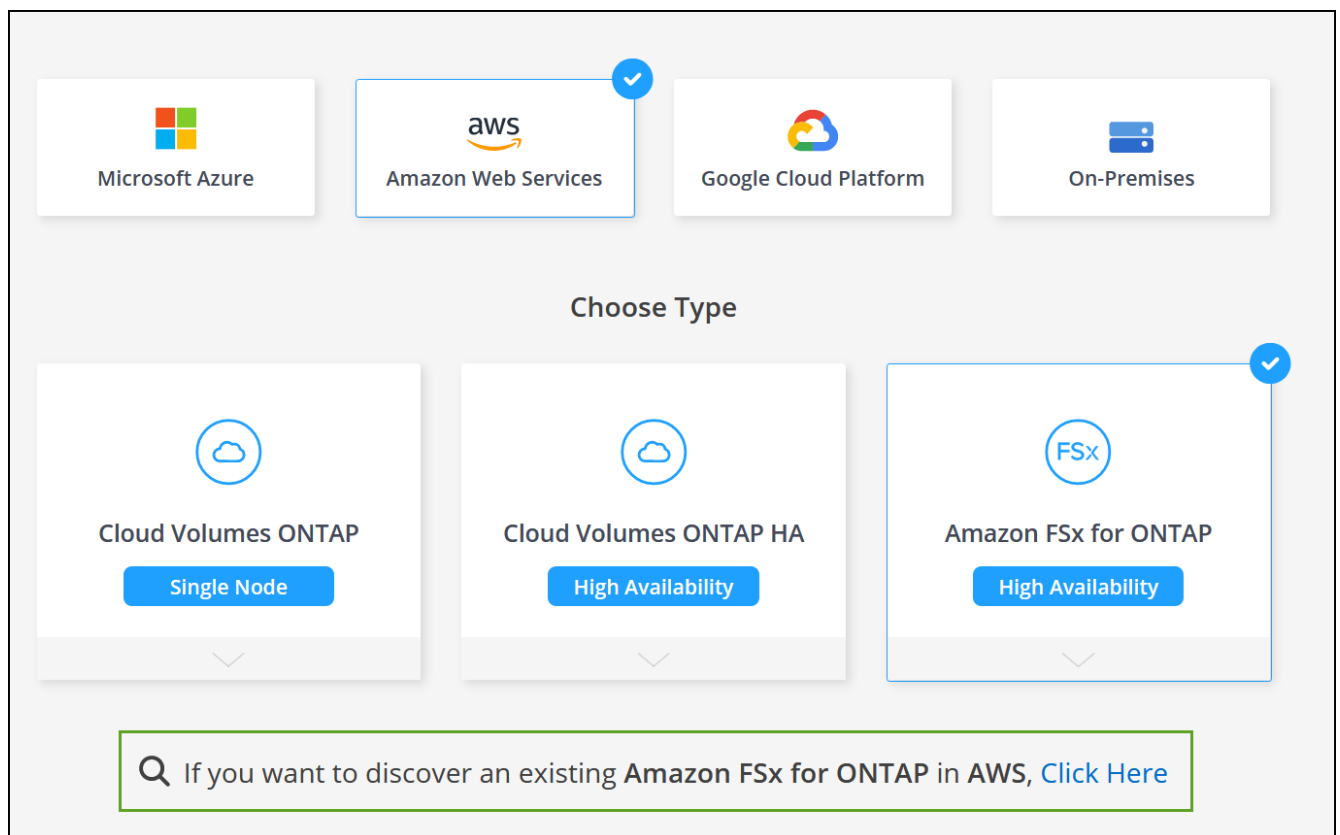 aws
Microsoft Azure
Amazon Web Services
Google Cloud Platform
On-Premises
Choose Type
FSx
Cloud Volumes ONTAP
Cloud Volumes ONTAP HA
Amazon FSx for ONTAP
Single Node
High Availability
High Availability
If you want to discover an existing Amazon FSx for ONTAP in AWS, Click Here